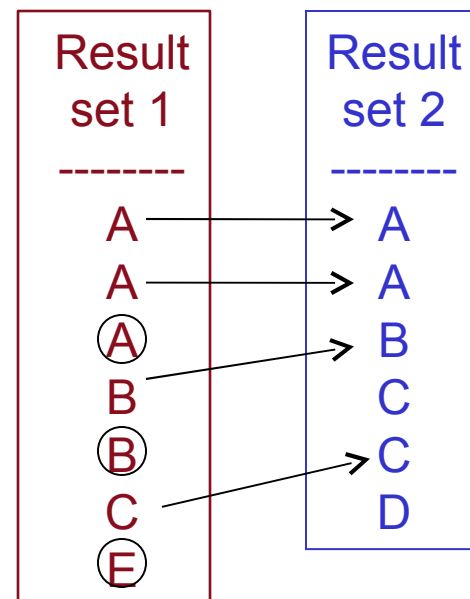 Result
set 1
--------
A
A
A
B
B
C
E
Result
set 2
-------
A
A
B
C
C
D